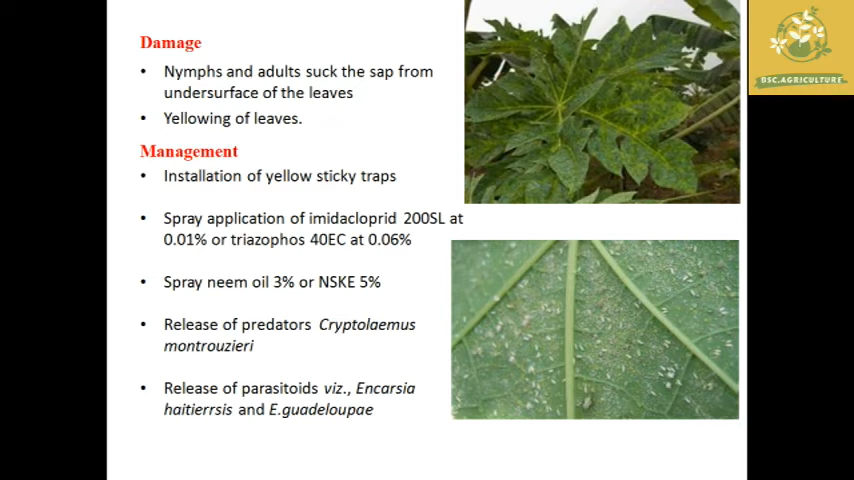 Damage
• Nymphs and adults suck the sap from
undersurface of the leaves
• Yellowing of leaves.
Management
• Installation of yellow sticky traps
• Spray application of imidacloprid 200SL at
0.01% or triazophos 40EC at 0.06%
• Spray neem oil 3% or NSKE 5%
• Release of predators Cryptolaemus
montrouzieri
• Release of parasitoids viz., Encarsia
haitierrsis and E.guadeloupae
BSC.AGRICULTURE